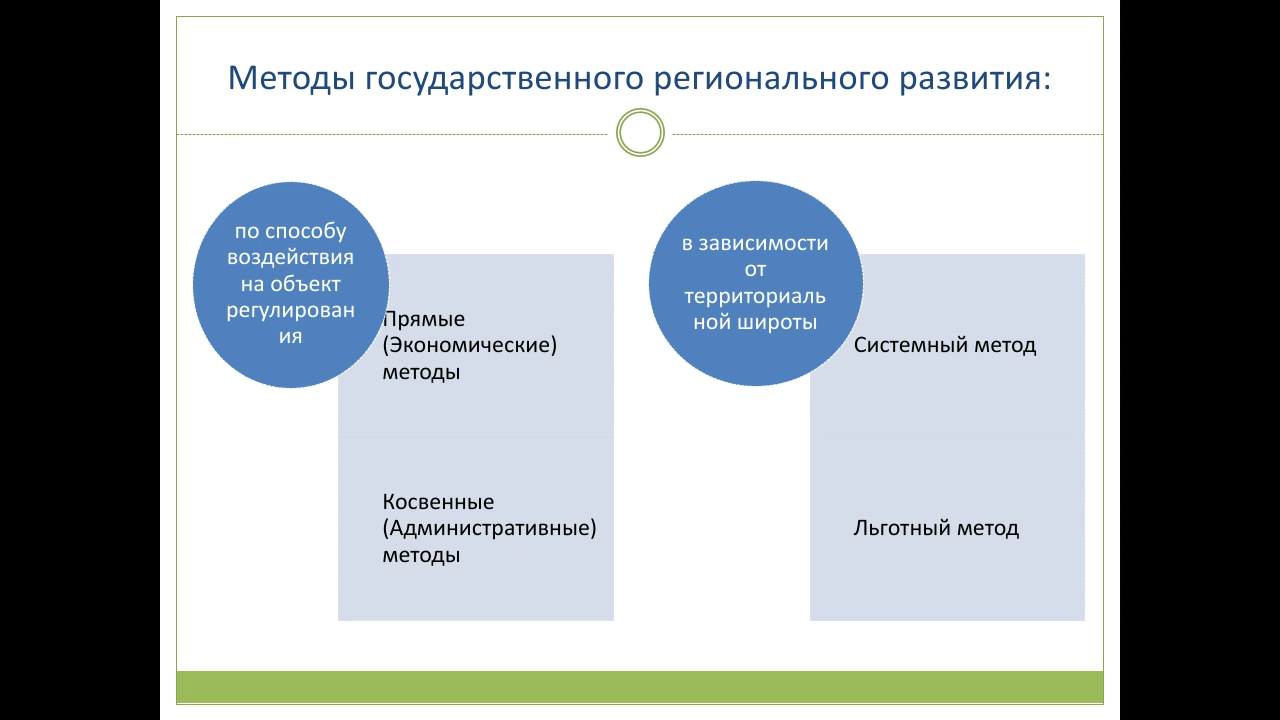 Методы государственного регионального развития:
по способу
воздействия
на объект
регулирован
ия
Прямые
(Экономические)
методы
Косвенные
(Административные)
методы
в зависимости
от
территориаль
ной широты
Системный метод
Льготный метод